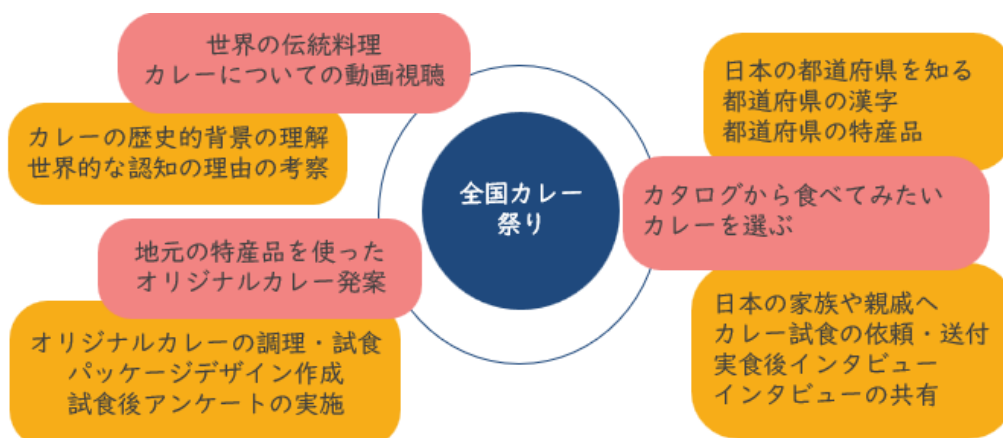 世界の伝統料理
カレーについての動画視聴
カレーの歴史的背景の理解
世界的な認知の理由の考察
地元の特産品を使った
オリジナルカレー発案
オリジナルカレーの調理・試食
パッケージデザイン作成
試食後アンケートの実施
全国カレー
祭り
日本の都道府県を知る
都道府県の漢字
都道府県の特産品
カタログから食べてみたい
カレーを選ぶ
日本の家族や親戚へ
カレー試食の依頼・送付
実食後インタビュー
インタビューの共有